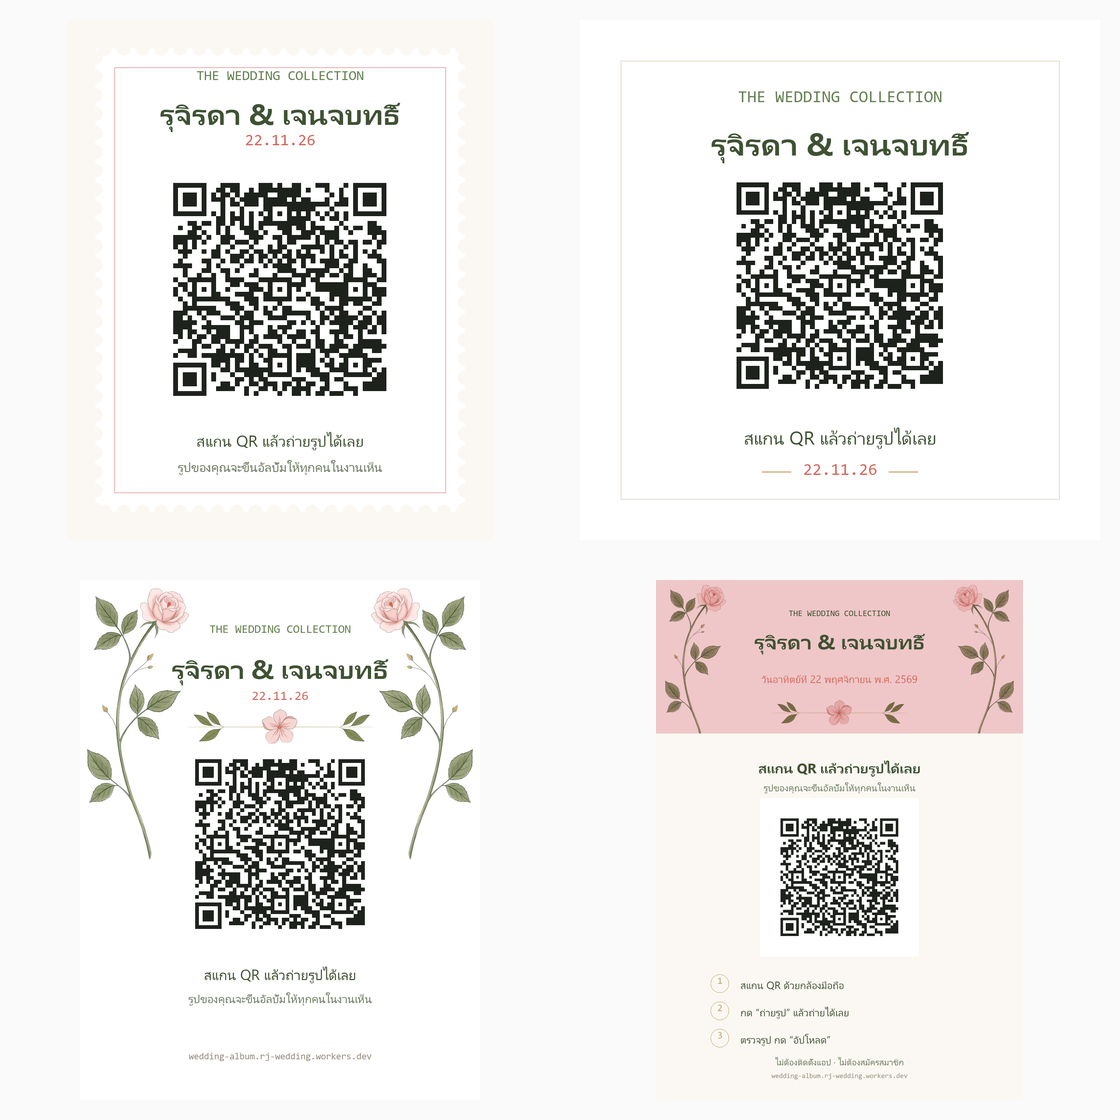 THE WEDDING COLLECTION
รุจิรดา & เจนจบทธิ์
22.11.26
สแกน QR แล้วถ่ายรูปได้เลย
รูปของคุณจะขึ้นอัลบั้มให้ทุกคนในงานเห็น
THE WEDDING COLLECTION
รุจิรดา & เจนจบทธิ์
สแกน QR แล้วถ่ายรูปได้เลย
22.11.26
THE WEDDING COLLECTION
รุจิรดา & เจนจบทธิ์
22.11.26
สแกน QR แล้วถ่ายรูปได้เลย
รูปของคุณจะขึ้นอัลบั้มให้ทุกคนในงานเห็น
wedding-album.rj-wedding.workers.dev
THE WEDDING COLLECTION
รุจิรดา & เจนจบทธิ์
วันอาทิตย์ที่ 22 พฤศจิกายน พ.ศ. 2569
สแกน QR แล้วถ่ายรูปได้เลย
รูปของคุณจะขึ้นอัลบั้มให้ทุกคนในงานเห็น
1 สแกน QR ด้วยกล้องมือถือ
2 กด “ถ่ายรูป” แล้วถ่ายได้เลย
3 ตรวจรูป กด “อัปโหลด”
ไม่ต้องติดตั้งแอป · ไม่ต้องสมัครสมาชิก
wedding-album.rj-wedding.workers.dev